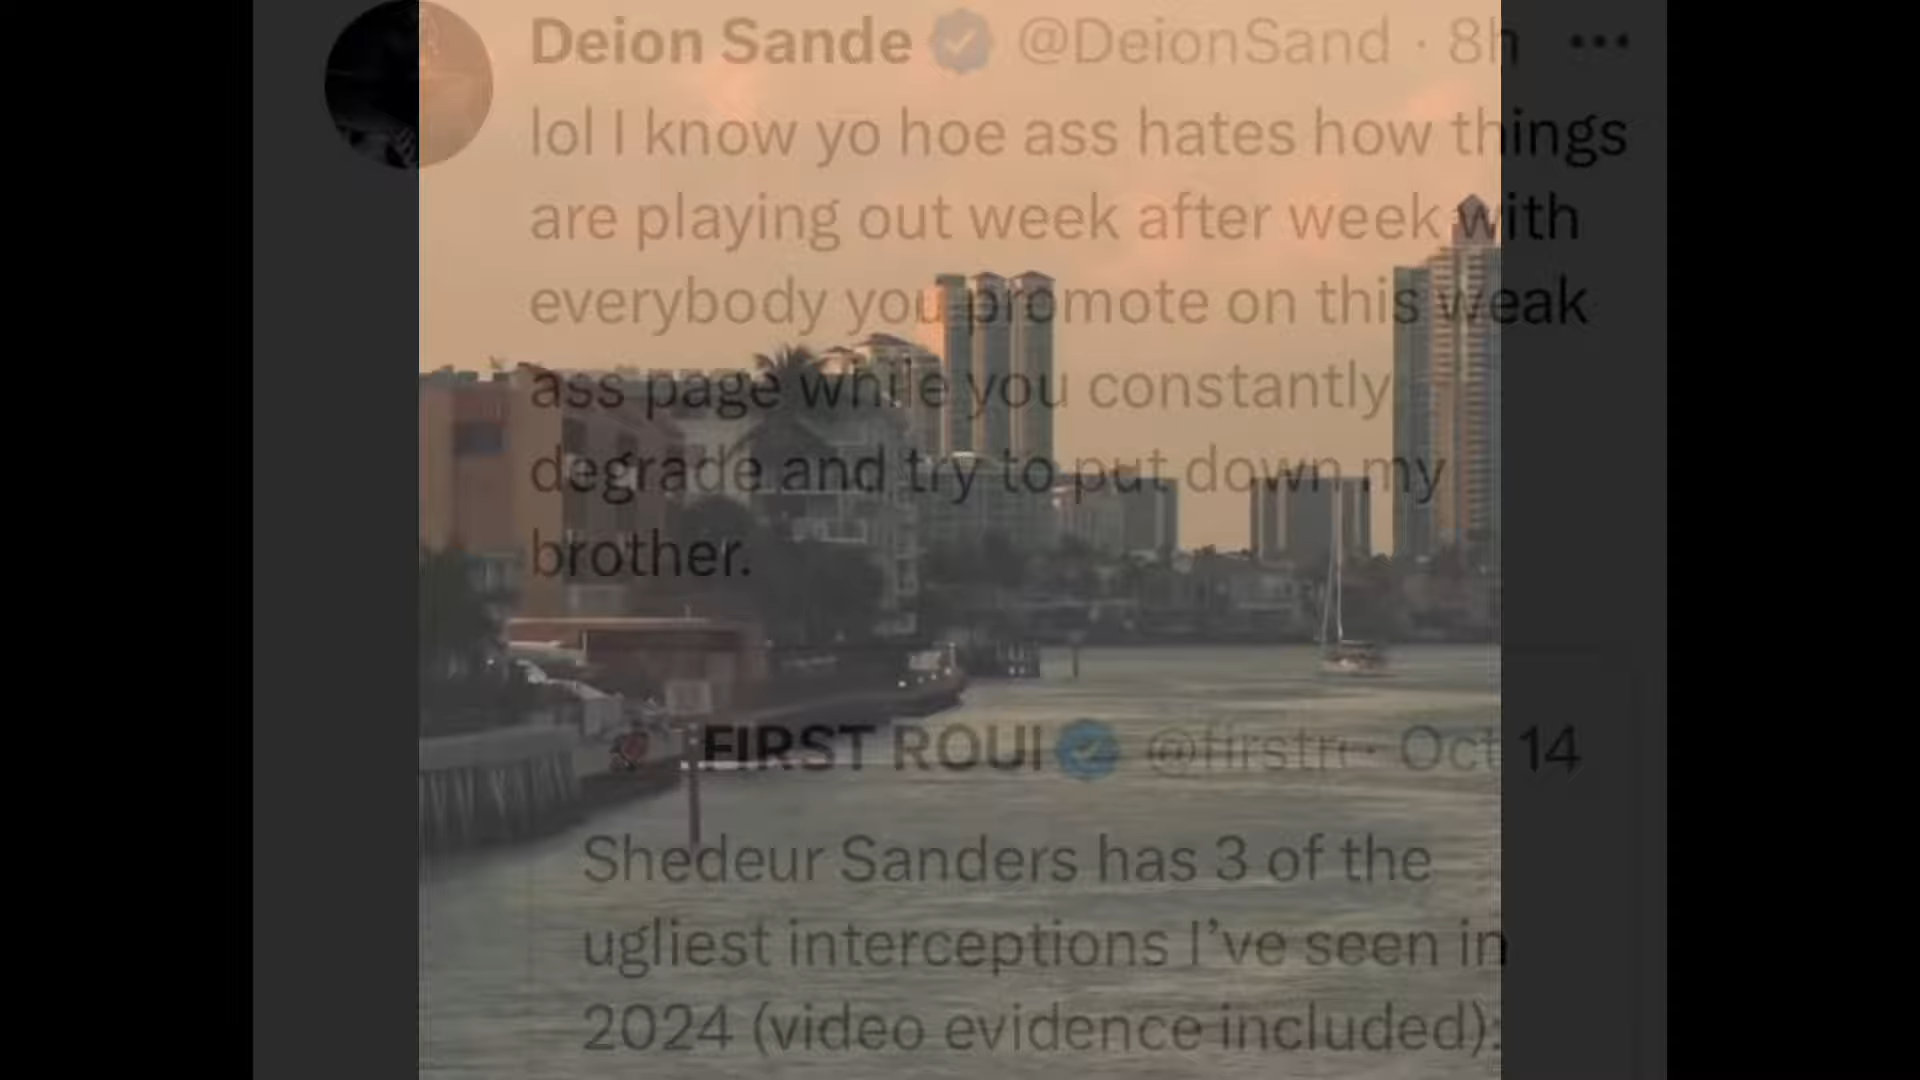 Deion Sande @DeionSand · 8h
lol I know yo hoe ass hates how things
are playing out week after week with
everybody you promote on this weak
ass page while you constantly
degrade and try to put down my
brother.
FIRST ROUI @firstr · Oct 14
Shedeur Sanders has 3 of the
ugliest interceptions I've seen in
2024 (video evidence included):